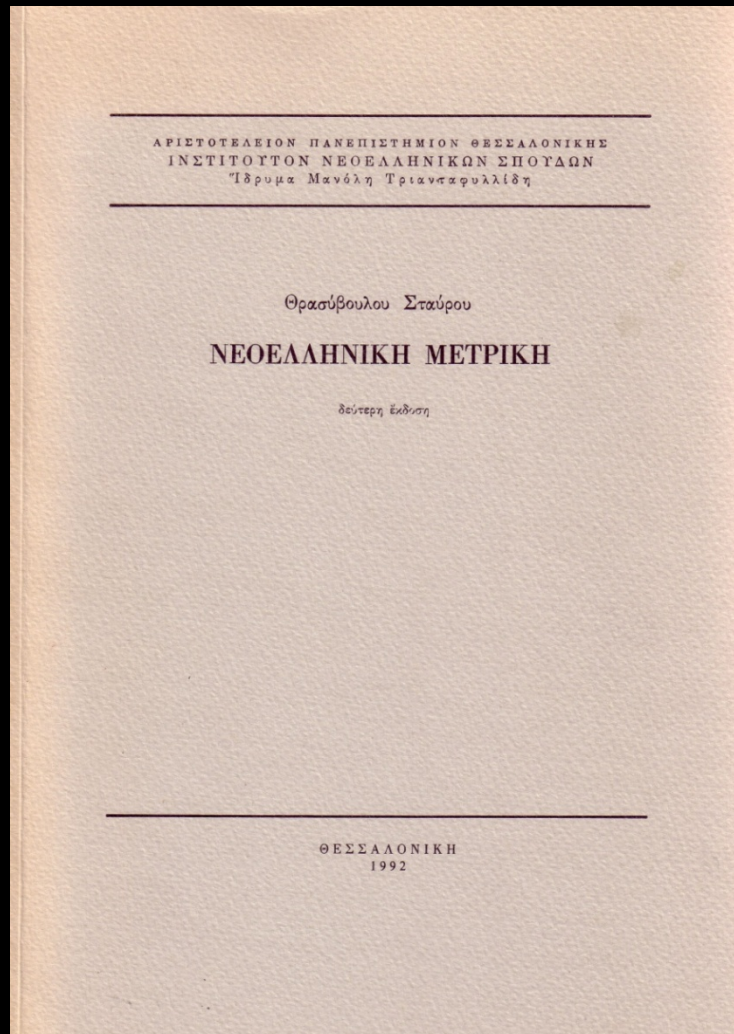 ΑΡΙΣΤΟΤΕΛΕΙΟΝ ΠΑΝΕΠΙΣΤΗΜΙΟΝ ΘΕΣΣΑΛΟΝΙΚΗΣ
ΙΝΣΤΙΤΟΥΤΟΝ ΝΕΟΕΛΛΗΝΙΚΩΝ ΣΠΟΥΔΩΝ
Ἵδρυμα Μανόλη Τριανταφυλλίδη
Θρασύβουλου Σταύρου
ΝΕΟΕΛΛΗΝΙΚΗ ΜΕΤΡΙΚΗ
δεύτερη ἔκδοση
ΘΕΣΣΑΛΟΝΙΚΗ
1992